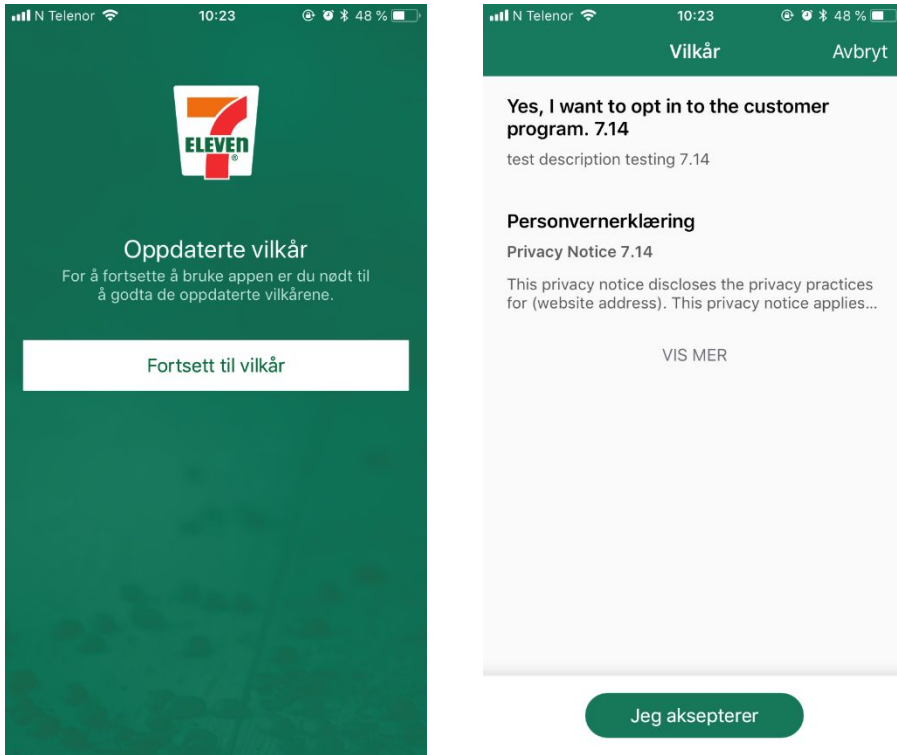 N Telenor 10:23 48 %
7
ELEVEN
®
Oppdaterte vilkår
For å fortsette å bruke appen er du nødt til
å godta de oppdaterte vilkårene.
Fortsett til vilkår
N Telenor 10:23 48 %
Vilkår Avbryt
Yes, I want to opt in to the customer
program. 7.14
test description testing 7.14
Personvernerklæring
Privacy Notice 7.14
This privacy notice discloses the privacy practices
for (website address). This privacy notice applies...
VIS MER
Jeg aksepterer